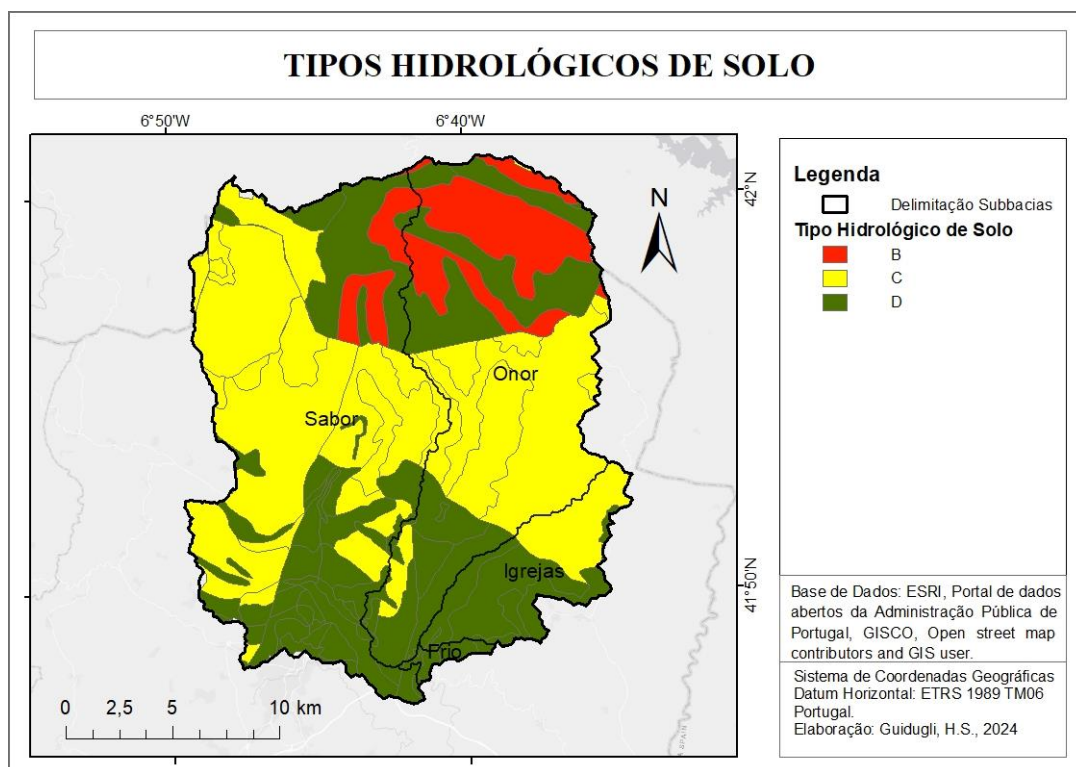 TIPOS HIDROLÓGICOS DE SOLO
6°50'W
6°40'W
42°N
41°50'N
N
Onor
Sabor
Igrejas
Frio
0 2,5 5 10 km
Legenda
Delimitação Subbacias
Tipo Hidrológico de Solo
B
C
D
Base de Dados: ESRI, Portal de dados
abertos da Administração Pública de
Portugal, GISCO, Open street map
contributors and GIS user.
Sistema de Coordenadas Geográficas
Datum Horizontal: ETRS 1989 TM06
Portugal.
Elaboração: Guidugli, H.S., 2024
SPAIN